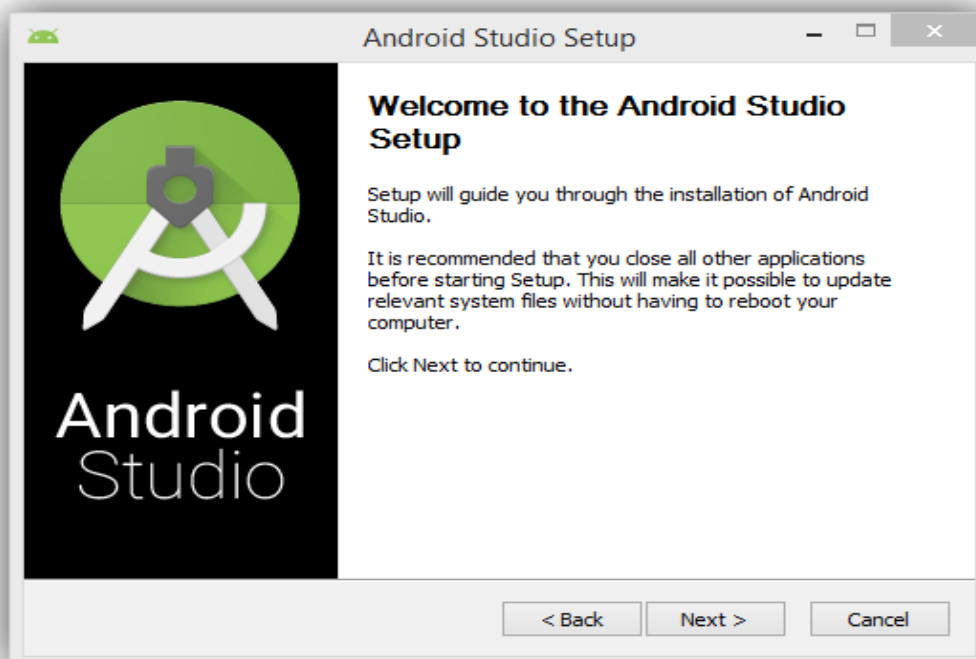 Android Studio Setup
Android
Studio
Welcome to the Android Studio
Setup
Setup will guide you through the installation of Android
Studio.
It is recommended that you close all other applications
before starting Setup. This will make it possible to update
relevant system files without having to reboot your
computer.
Click Next to continue.
< Back
Next >
Cancel